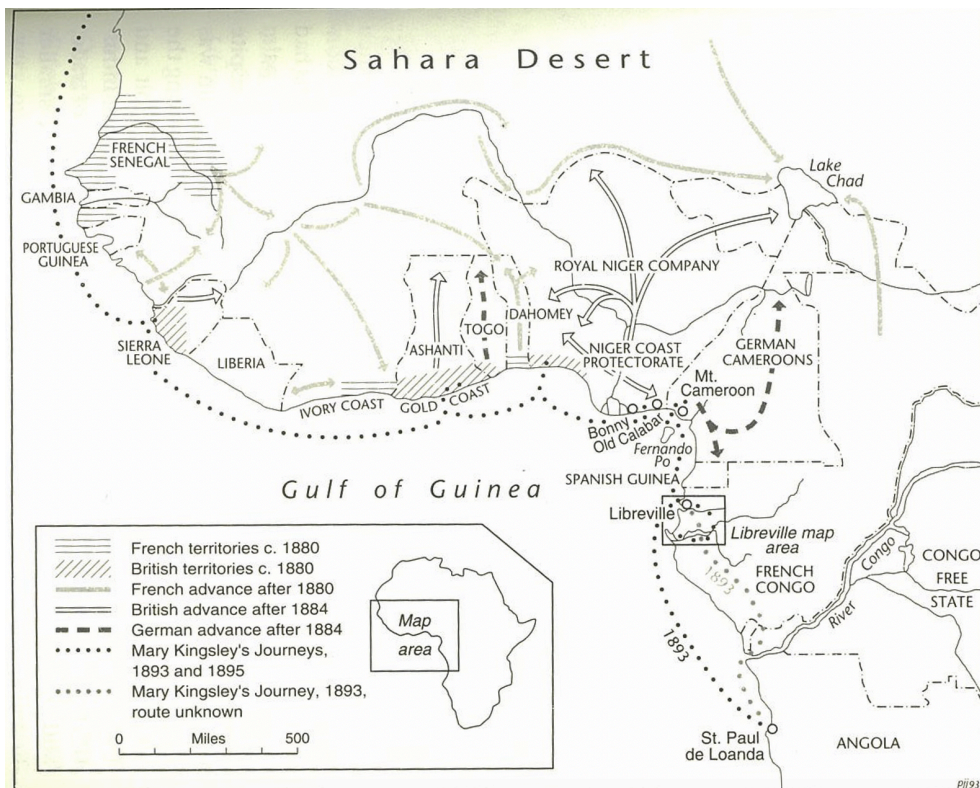 Sahara Desert
FRENCH
SENEGAL
GAMBIA
PORTUGUESE
GUINEA
SIERRA
LEONE
LIBERIA
IVORY COAST
GOLD COAST
ASHANTI
TOGO
DAHOMEY
ROYAL NIGER COMPANY
NIGER COAST
PROTECTORATE
Lake
Chad
GERMAN
CAMEROONS
Mt.
Cameroon
Bonny
Old Calabar
Fernando
Po
SPANISH GUINEA
Gulf of Guinea
Libreville
Libreville map
area
1893
FRENCH
CONGO
River Congo
CONGO
FREE
STATE
1893
St. Paul
de Loanda
ANGOLA
French territories c. 1880
British territories c. 1880
French advance after 1880
British advance after 1884
German advance after 1884
Mary Kingsley's Journeys,
1893 and 1895
Mary Kingsley's Journey, 1893,
route unknown
0 Miles 500
Map
area